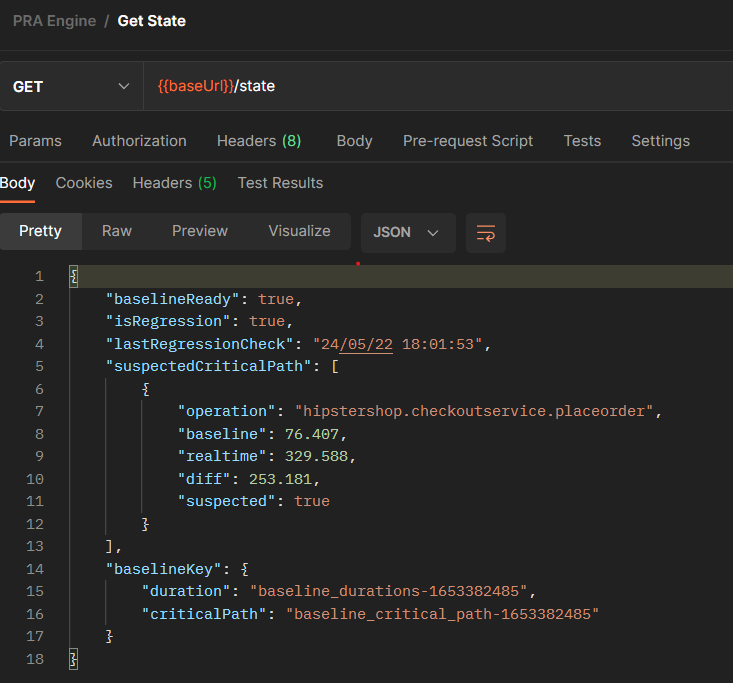 PRA Engine / Get State
GET {{baseUrl}}/state
Params Authorization Headers (8) Body Pre-request Script Tests Settings
Body Cookies Headers (5) Test Results
Pretty Raw Preview Visualize JSON
1 {
2 "baselineReady": true,
3 "isRegression": true,
4 "lastRegressionCheck": "24/05/22 18:01:53",
5 "suspectedCriticalPath": [
6 {
7 "operation": "hipstershop.checkoutservice.placeorder",
8 "baseline": 76.407,
9 "realtime": 329.588,
10 "diff": 253.181,
11 "suspected": true
12 }
13 ],
14 "baselineKey": {
15 "duration": "baseline_durations-1653382485",
16 "criticalPath": "baseline_critical_path-1653382485"
17 }
18 }